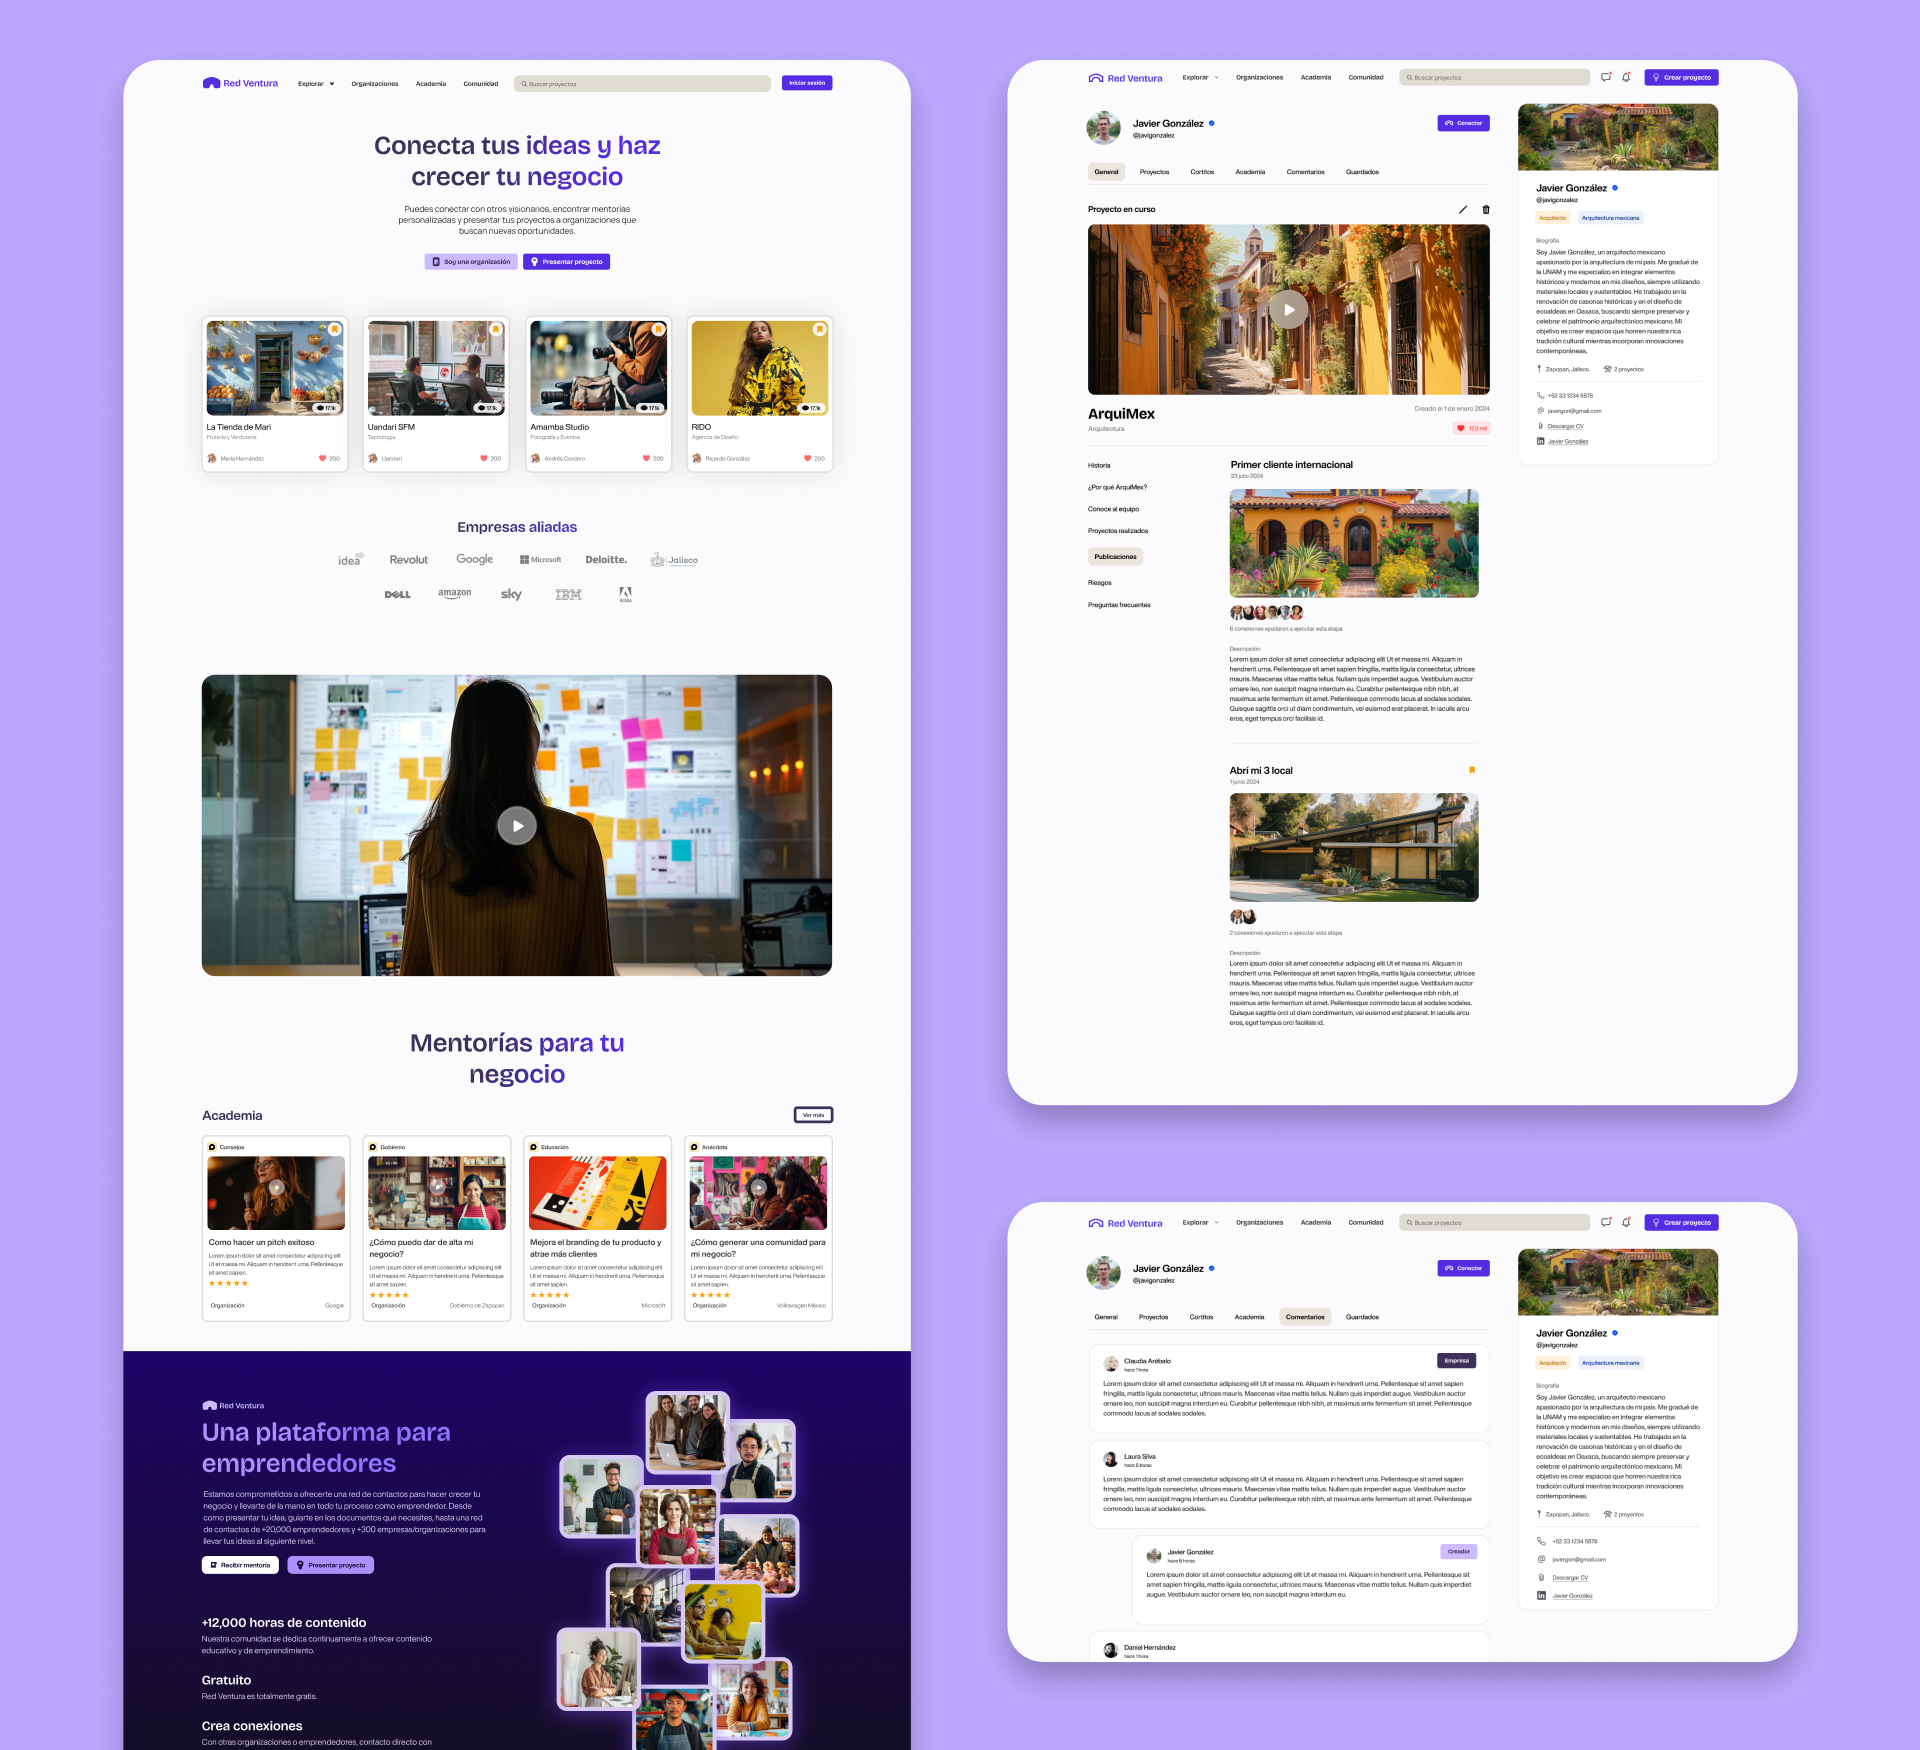 Red Ventura
Explorar
Organizaciones
Academia
Comunidad
Buscar proyectos
Iniciar sesión
Conecta tus ideas y haz
crecer tu negocio
Puedes conectar con otros visionarios, encontrar mentorías
personalizadas y presentar tus proyectos a organizaciones que
buscan nuevas oportunidades.
Soy una organización
Presentar proyecto
17.1k
17.1k
17.1k
17.1k
La Tienda de Mari
Frutería y Verdurería
María Hernández
200
Uandari SFM
Tecnología
Uandari
200
Amamba Studio
Fotografía y Eventos
Andrés Cordero
200
RIDO
Agencia de Diseño
Ricardo González
200
Empresas aliadas
idea
Revolut
Google
Microsoft
Deloitte.
Jalisco
DELL
amazon
sky
IBM
Adobe
Mentorías para tu
negocio
Academia
Ver más
Consejos
Como hacer un pitch exitoso
Lorem ipsum dolor sit amet consectetur adipiscing elit
Ut et massa mi. Aliquam in hendrerit urna. Pellentesque
sit amet sapien.
Organización
Google
Gobierno
¿Cómo puedo dar de alta mi
negocio?
Lorem ipsum dolor sit amet consectetur adipiscing elit
Ut et massa mi. Aliquam in hendrerit urna. Pellentesque
sit amet sapien.
Organización
Gobierno de Zapopan
Educación
Mejora el branding de tu producto y
atrae más clientes
Lorem ipsum dolor sit amet consectetur adipiscing elit
Ut et massa mi. Aliquam in hendrerit urna. Pellentesque
sit amet sapien.
Organización
Microsoft
Anécdota
¿Cómo generar una comunidad para
mi negocio?
Lorem ipsum dolor sit amet consectetur adipiscing elit
Ut et massa mi. Aliquam in hendrerit urna. Pellentesque
sit amet sapien.
Organización
Volkswagen México
Red Ventura
Una plataforma para
emprendedores
Estamos comprometidos a ofrecerte una red de contactos para hacer crecer tu
negocio y llevarte de la mano en todo tu proceso como emprendedor. Desde
como presentar tu idea, guiarte en los documentos que necesites, hasta una red
de contactos de +20,000 emprendedores y +300 empresas/organizaciones para
llevar tus ideas al siguiente nivel.
Recibir mentoría
Presentar proyecto
+12,000 horas de contenido
Nuestra comunidad se dedica continuamente a ofrecer contenido
educativo y de emprendimiento.
Gratuito
Red Ventura es totalmente gratis.
Crea conexiones
Con otras organizaciones o emprendedores, contacto directo con
Red Ventura
Explorar
Organizaciones
Academia
Comunidad
Buscar proyectos
Crear proyecto
Javier González
@javigonzalez
Conectar
General
Proyectos
Cortitos
Academia
Comentarios
Guardados
Proyecto en curso
ArquiMex
Arquitectura
Creado el 1 de enero 2024
17.3 mil
Historia
¿Por qué ArquiMex?
Conoce al equipo
Proyectos realizados
Publicaciones
Riesgos
Preguntas frecuentes
Primer cliente internacional
23 julio 2024
6 conexiones ayudaron a ejecutar esta etapa
Descripción
Lorem ipsum dolor sit amet consectetur adipiscing elit Ut et massa mi. Aliquam in
hendrerit urna. Pellentesque sit amet sapien fringilla, mattis ligula consectetur, ultrices
mauris. Maecenas vitae mattis tellus. Nullam quis imperdiet augue. Vestibulum auctor
ornare leo, non suscipit magna interdum eu. Curabitur pellentesque nibh nibh, at
maximus ante fermentum sit amet. Pellentesque commodo lacus at sodales sodales.
Quisque sagittis orci ut diam condimentum, vel euismod erat placerat. In iaculis arcu
eros, eget tempus orci facilisis id.
Abrí mi 3 local
1 junio 2024
2 conexiones ayudaron a ejecutar esta etapa
Descripción
Lorem ipsum dolor sit amet consectetur adipiscing elit Ut et massa mi. Aliquam in
hendrerit urna. Pellentesque sit amet sapien fringilla, mattis ligula consectetur, ultrices
mauris. Maecenas vitae mattis tellus. Nullam quis imperdiet augue. Vestibulum auctor
ornare leo, non suscipit magna interdum eu. Curabitur pellentesque nibh nibh, at
maximus ante fermentum sit amet. Pellentesque commodo lacus at sodales sodales.
Quisque sagittis orci ut diam condimentum, vel euismod erat placerat. In iaculis arcu
eros, eget tempus orci facilisis id.
Javier González
@javigonzalez
Arquitecto
Arquitectura mexicana
Biografía
Soy Javier González, un arquitecto mexicano
apasionado por la arquitectura de mi país. Me gradué de
la UNAM y me especializo en integrar elementos
históricos y modernos en mis diseños, siempre utilizando
materiales locales y sustentables. He trabajado en la
renovación de casonas históricas y en el diseño de
ecoaldeas en Oaxaca, buscando siempre preservar y
celebrar el patrimonio arquitectónico mexicano. Mi
objetivo es crear espacios que honren nuestra rica
tradición cultural mientras incorporan innovaciones
contemporáneas.
Zapopan, Jalisco.
2 proyectos
+52 33 1234 5678
javergon@gmail.com
Descargar CV
Javier González
Red Ventura
Explorar
Organizaciones
Academia
Comunidad
Buscar proyectos
Crear proyecto
Javier González
@javigonzalez
Conectar
General
Proyectos
Cortitos
Academia
Comentarios
Guardados
Claudia Arébalo
hace 1 hora
Empresa
Lorem ipsum dolor sit amet consectetur adipiscing elit Ut et massa mi. Aliquam in hendrerit urna. Pellentesque sit amet sapien
fringilla, mattis ligula consectetur, ultrices mauris. Maecenas vitae mattis tellus. Nullam quis imperdiet augue. Vestibulum auctor
ornare leo, non suscipit magna interdum eu. Curabitur pellentesque nibh nibh, at maximus ante fermentum sit amet. Pellentesque
commodo lacus at sodales sodales.
Laura Silva
hace 6 horas
Lorem ipsum dolor sit amet consectetur adipiscing elit Ut et massa mi. Aliquam in hendrerit urna. Pellentesque sit amet sapien
fringilla, mattis ligula consectetur, ultrices mauris. Maecenas vitae mattis tellus. Nullam quis imperdiet augue. Vestibulum auctor
ornare leo, non suscipit magna interdum eu. Curabitur pellentesque nibh nibh, at maximus ante fermentum sit amet. Pellentesque
commodo lacus at sodales sodales.
Javier González
hace 6 horas
Creador
Lorem ipsum dolor sit amet consectetur adipiscing elit Ut et massa mi. Aliquam in hendrerit urna. Pellentesque sit
amet sapien fringilla, mattis ligula consectetur, ultrices mauris. Maecenas vitae mattis tellus. Nullam quis imperdiet
augue. Vestibulum auctor ornare leo, non suscipit magna interdum eu.
Daniel Hernández
hace 1 hora
Javier González
@javigonzalez
Arquitecto
Arquitectura mexicana
Biografía
Soy Javier González, un arquitecto mexicano
apasionado por la arquitectura de mi país. Me gradué de
la UNAM y me especializo en integrar elementos
históricos y modernos en mis diseños, siempre utilizando
materiales locales y sustentables. He trabajado en la
renovación de casonas históricas y en el diseño de
ecoaldeas en Oaxaca, buscando siempre preservar y
celebrar el patrimonio arquitectónico mexicano. Mi
objetivo es crear espacios que honren nuestra rica
tradición cultural mientras incorporan innovaciones
contemporáneas.
Zapopan, Jalisco.
2 proyectos
+52 33 1234 5678
javergon@gmail.com
Descargar CV
Javier González